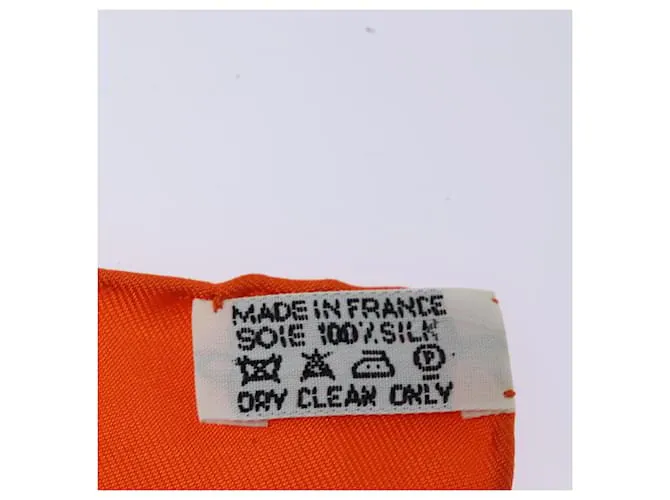 MADE IN FRANCE
SOIE 100% SILK
P
DRY CLEAN ONLY